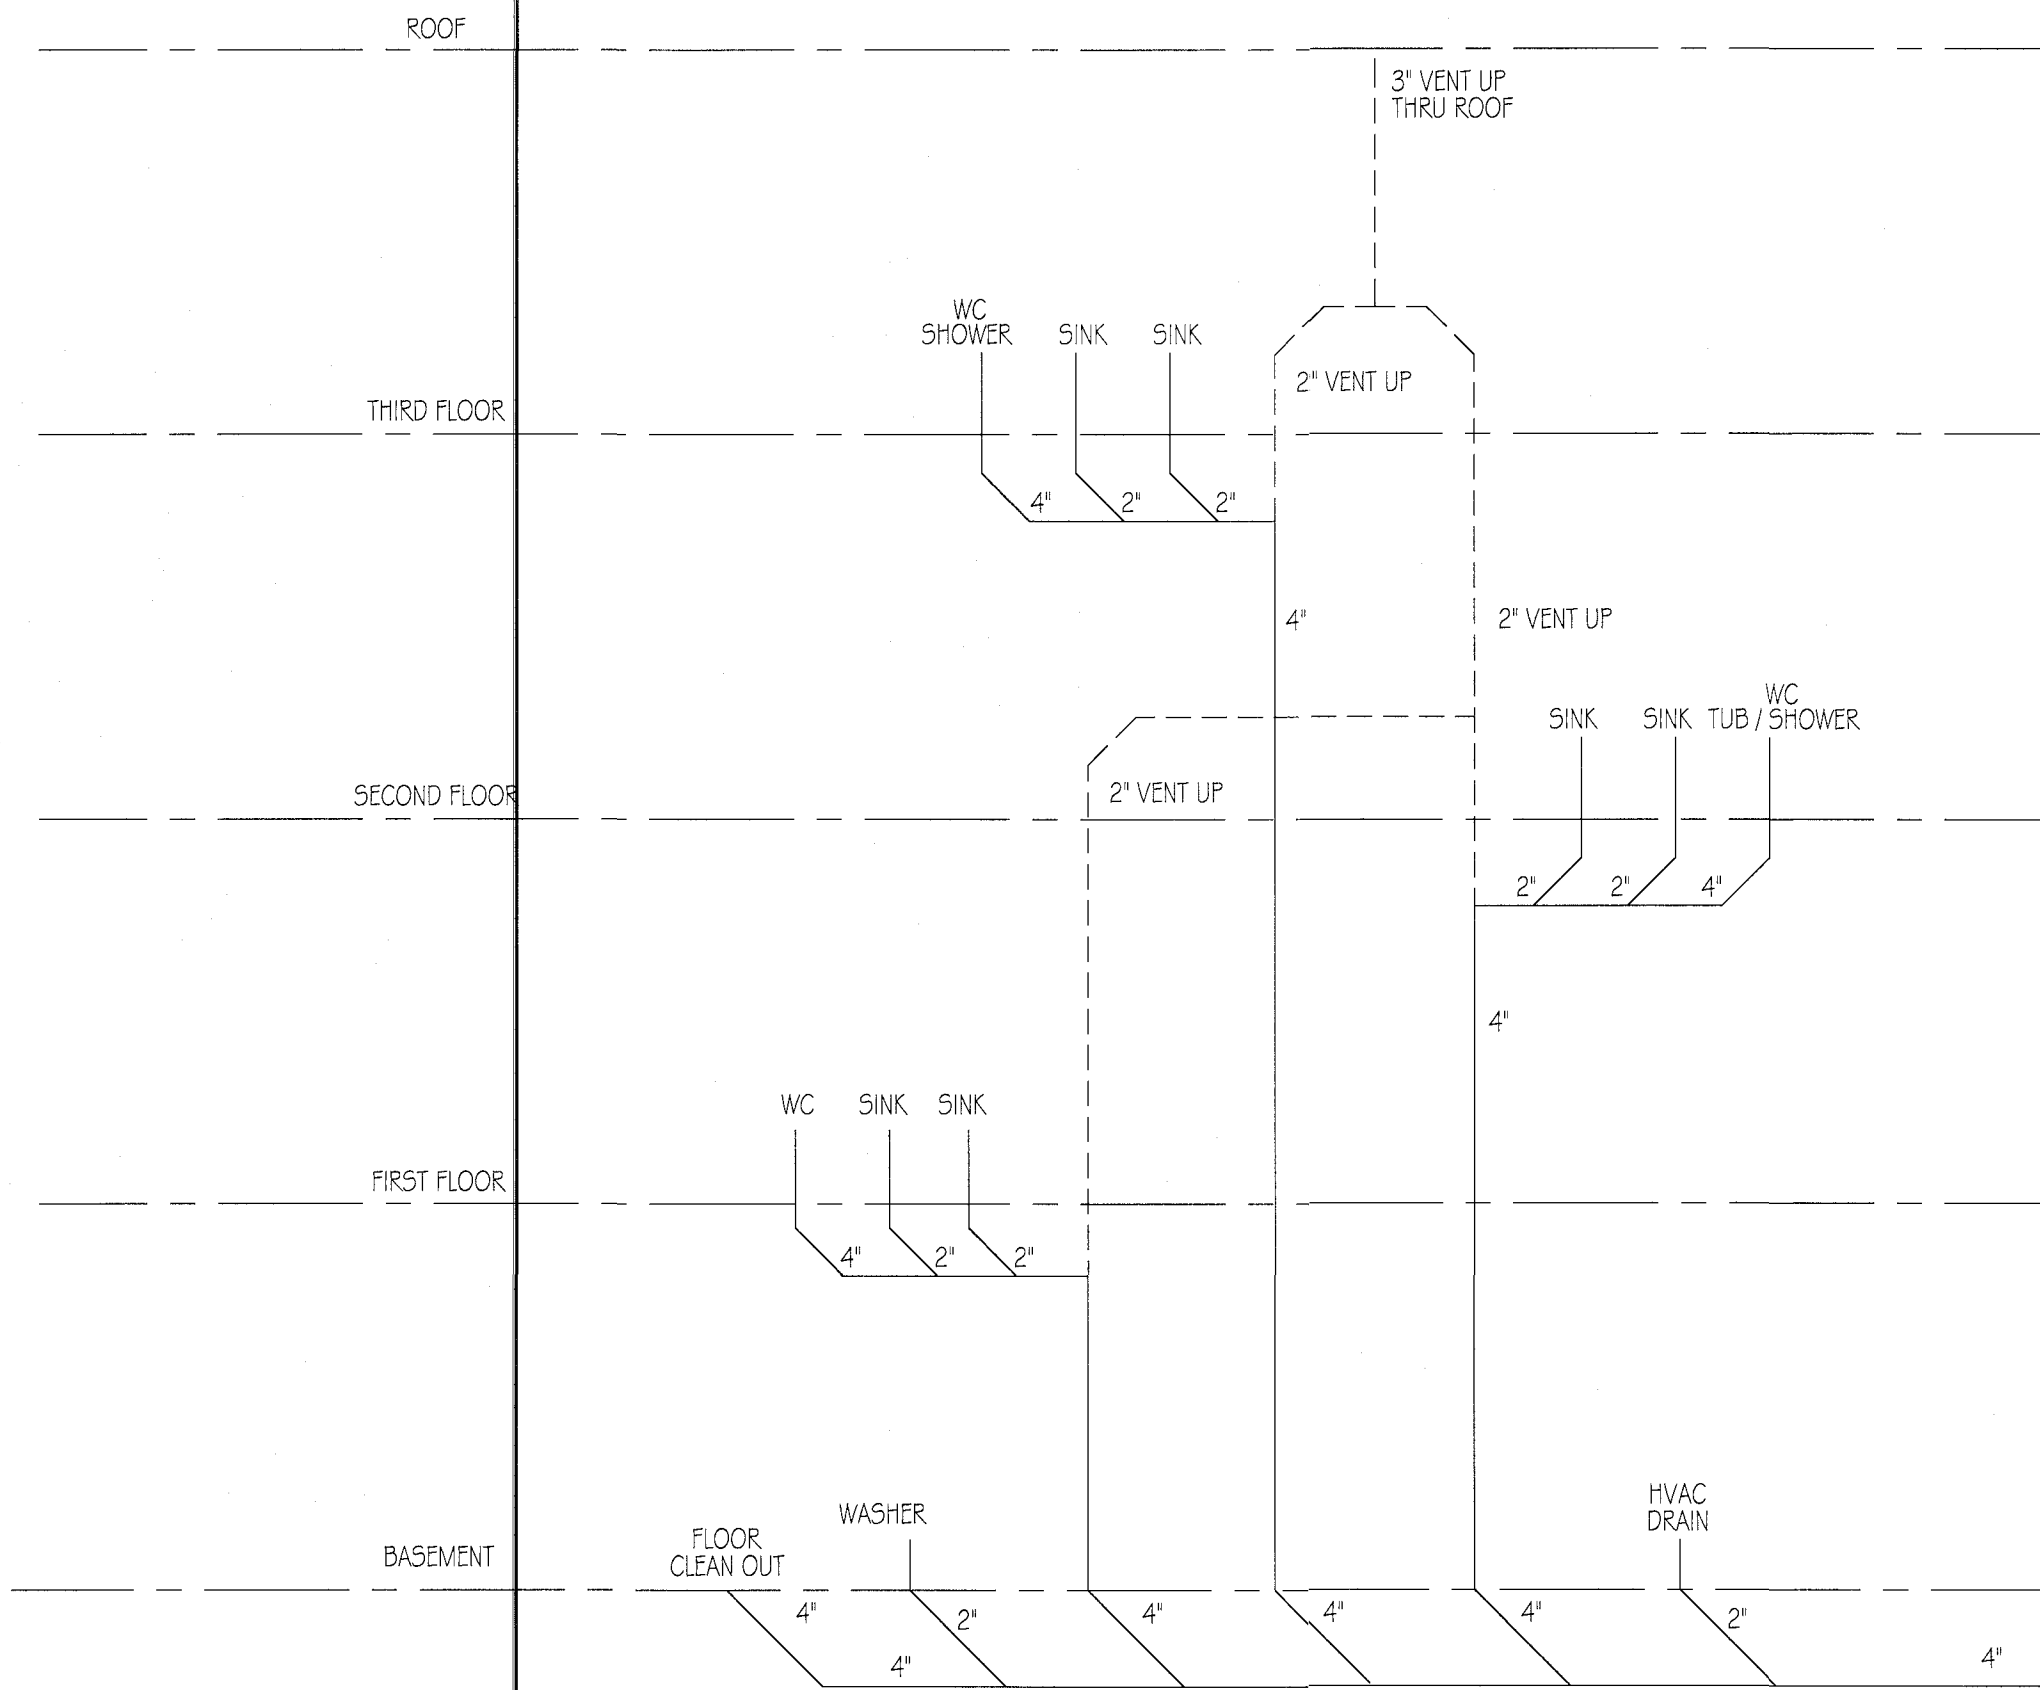 ROOF
3" VENT UP
THRU ROOF
WC
SHOWER
SINK
SINK
2" VENT UP
THIRD FLOOR
4"
2"
2"
4"
2" VENT UP
SINK
SINK
WC
TUB / SHOWER
SECOND FLOOR
2" VENT UP
2"
2"
4"
4"
WC
SINK
SINK
FIRST FLOOR
4"
2"
2"
HVAC
DRAIN
WASHER
FLOOR
CLEAN OUT
BASEMENT
4"
2"
4"
4"
4"
2"
4"
4"